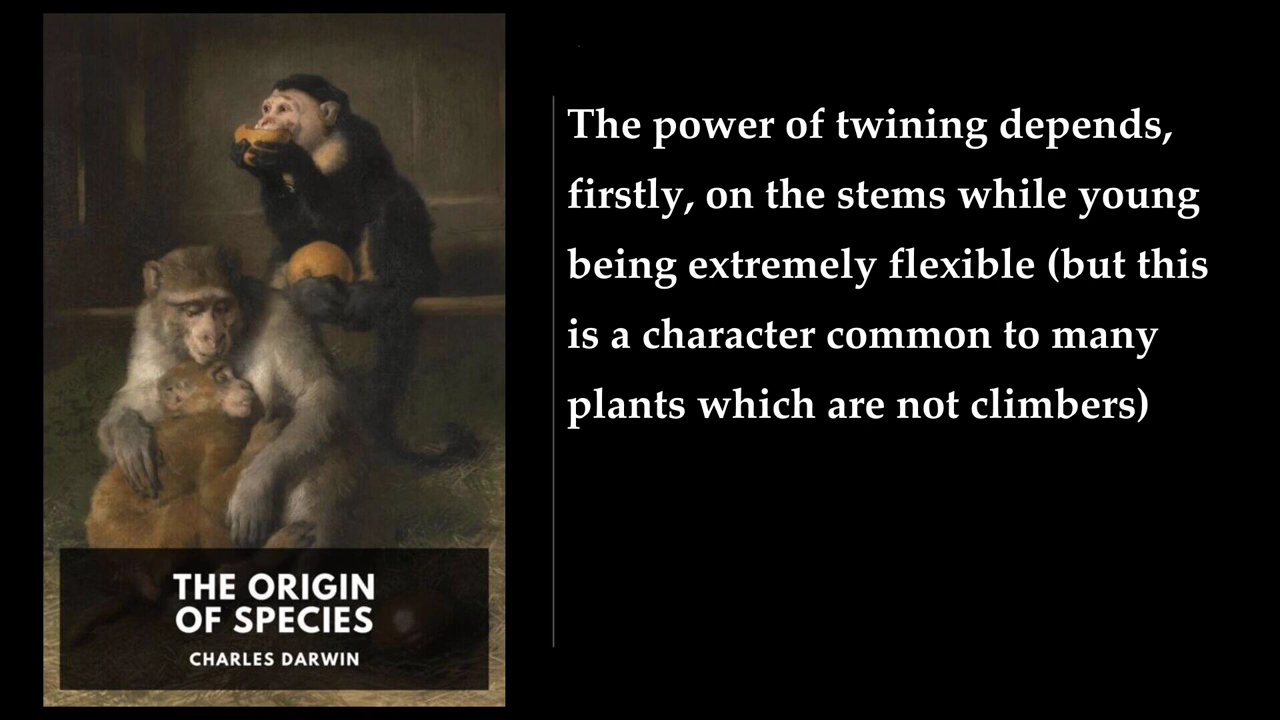 THE ORIGIN
OF SPECIES
CHARLES DARWIN
The power of twining depends,
firstly, on the stems while young
being extremely flexible (but this
is a character common to many
plants which are not climbers)